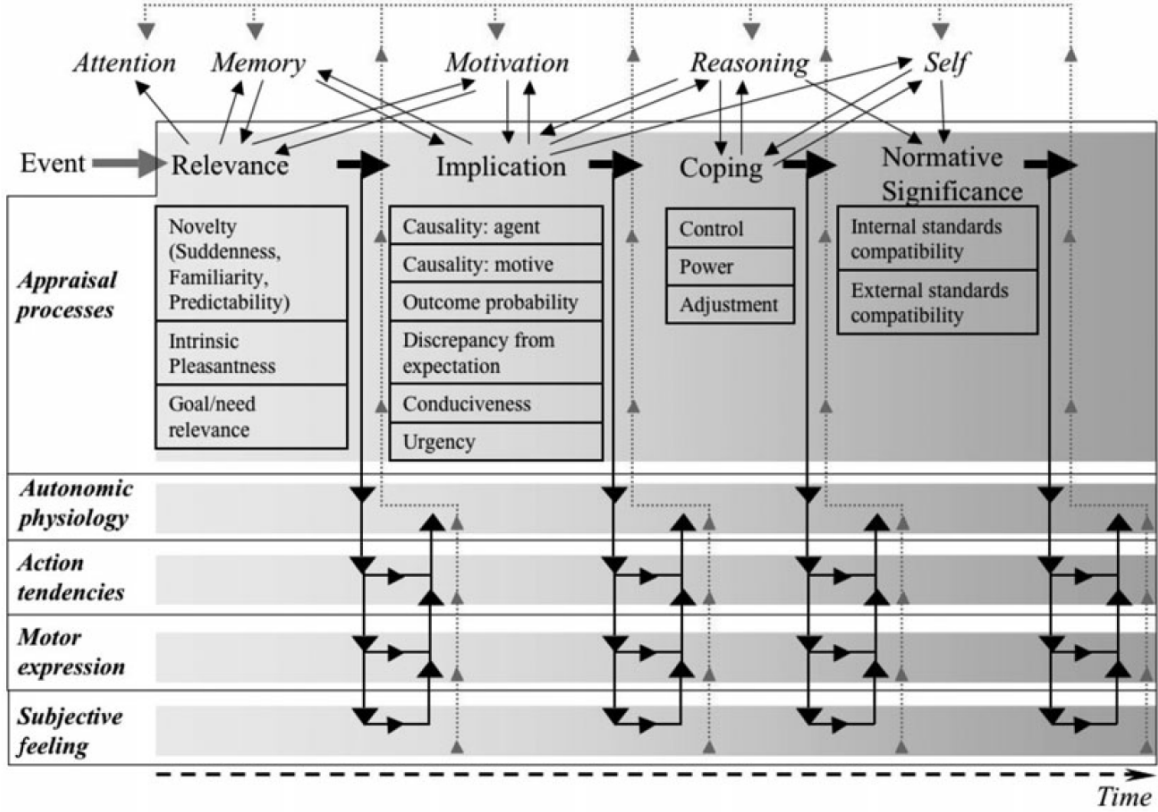 Attention Memory Motivation Reasoning Self
Event Relevance Implication Coping Normative
Significance
Appraisal
processes
Novelty
(Suddenness,
Familiarity,
Predictability)
Intrinsic
Pleasantness
Goal/need
relevance
Causality: agent
Causality: motive
Outcome probability
Discrepancy from
expectation
Conduciveness
Urgency
Control
Power
Adjustment
Internal standards
compatibility
External standards
compatibility
Autonomic
physiology
Action
tendencies
Motor
expression
Subjective
feeling
Time